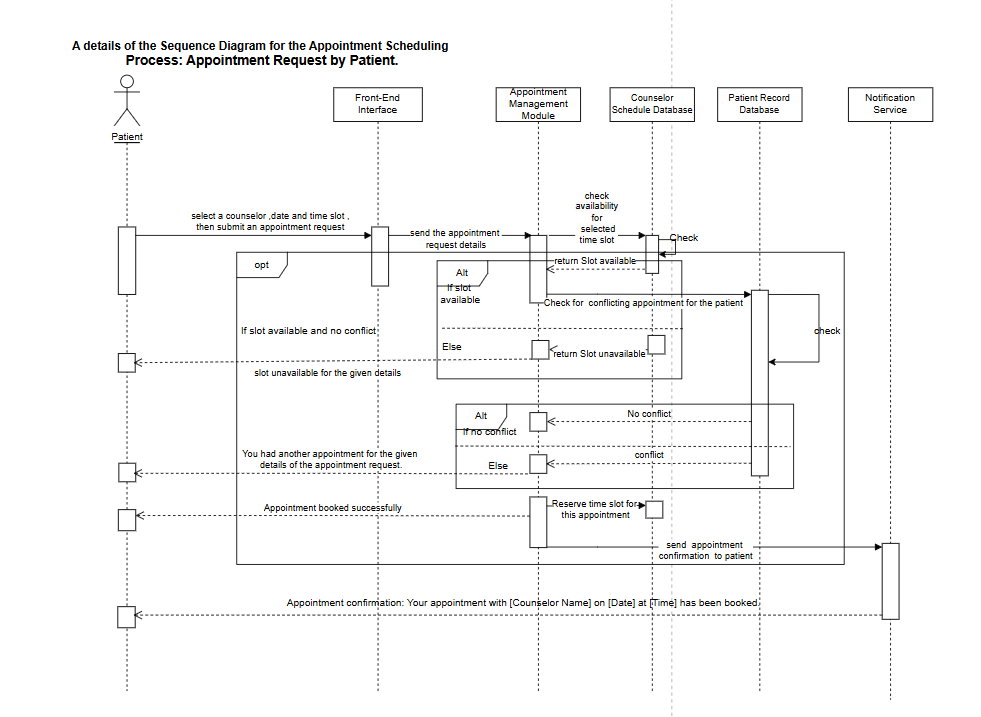 A details of the Sequence Diagram for the Appointment Scheduling
Process: Appointment Request by Patient.
Patient
Front-End
Interface
Appointment
Management
Module
Counselor
Schedule Database
Patient Record
Database
Notification
Service
select a counselor ,date and time slot ,
then submit an appointment request
send the appointment
request details
check
availability
for
selected
time slot
Check
opt
return Slot available
Alt
If slot
available
Check for conflicting appointment for the patient
If slot available and no conflict
check
Else
return Slot unavailable
slot unavailable for the given details
Alt
If no conflict
No conflict
You had another appointment for the given
details of the appointment request.
conflict
Else
Appointment booked successfully
Reserve time slot for
this appointment
send appointment
confirmation to patient
Appointment confirmation: Your appointment with [Counselor Name] on [Date] at [Time] has been booked.